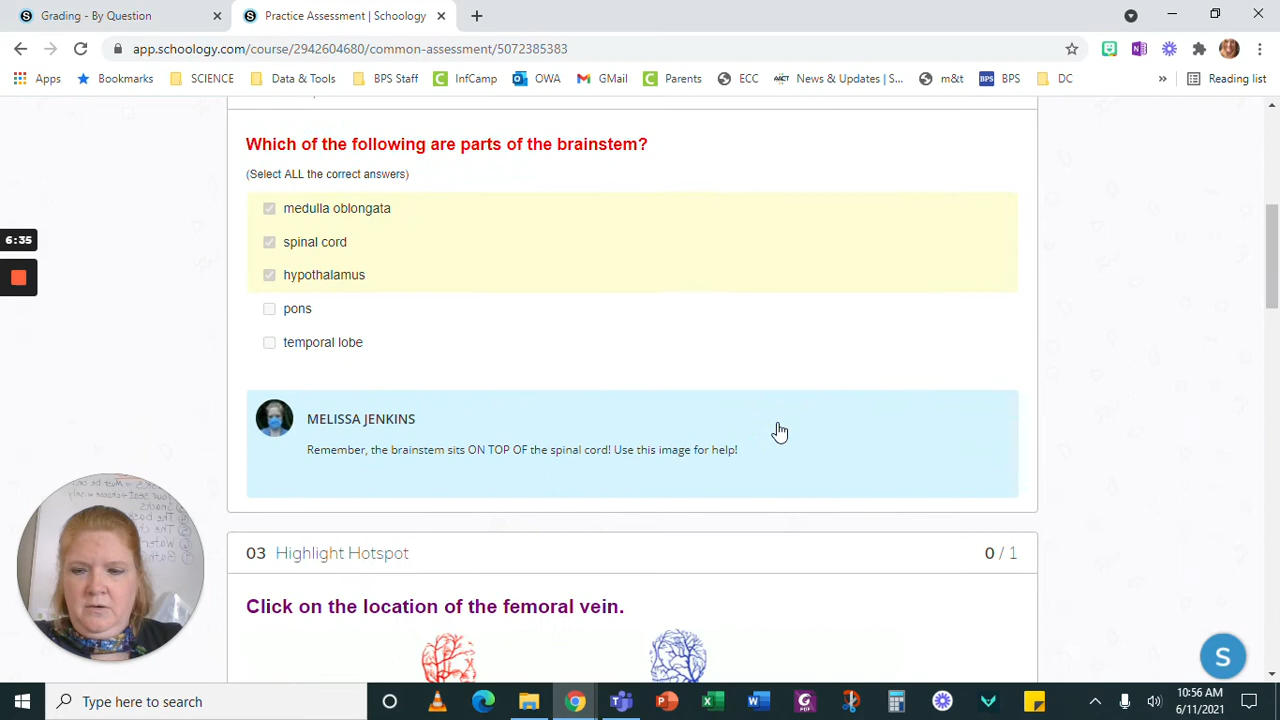 Grading - By Question
Practice Assessment | Schoology
app.schoology.com/course/2942604680/common-assessment/5072385383
Apps
Bookmarks
SCIENCE
Data & Tools
BPS Staff
InfCamp
OWA
GMail
Parents
ECC
News & Updates | S...
m&t
BPS
BPS
DC
»
Reading list
Which of the following are parts of the brainstem?
(Select ALL the correct answers)
medulla oblongata
spinal cord
hypothalamus
pons
temporal lobe
6:35
MELISSA JENKINS
Remember, the brainstem sits ON TOP OF the spinal cord! Use this image for help!
03 Highlight Hotspot
0 / 1
Click on the location of the femoral vein.
S
Type here to search
10:56 AM
6/11/2021